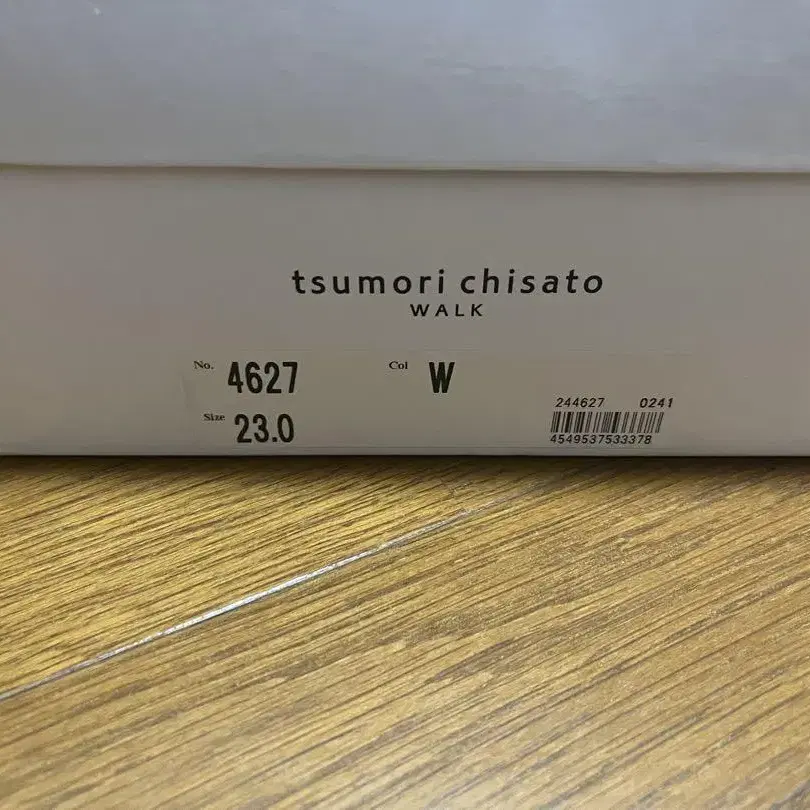 tsumori chisato
WALK
No. 4627 Col W
Size 23.0
244627 0241
4549537533378